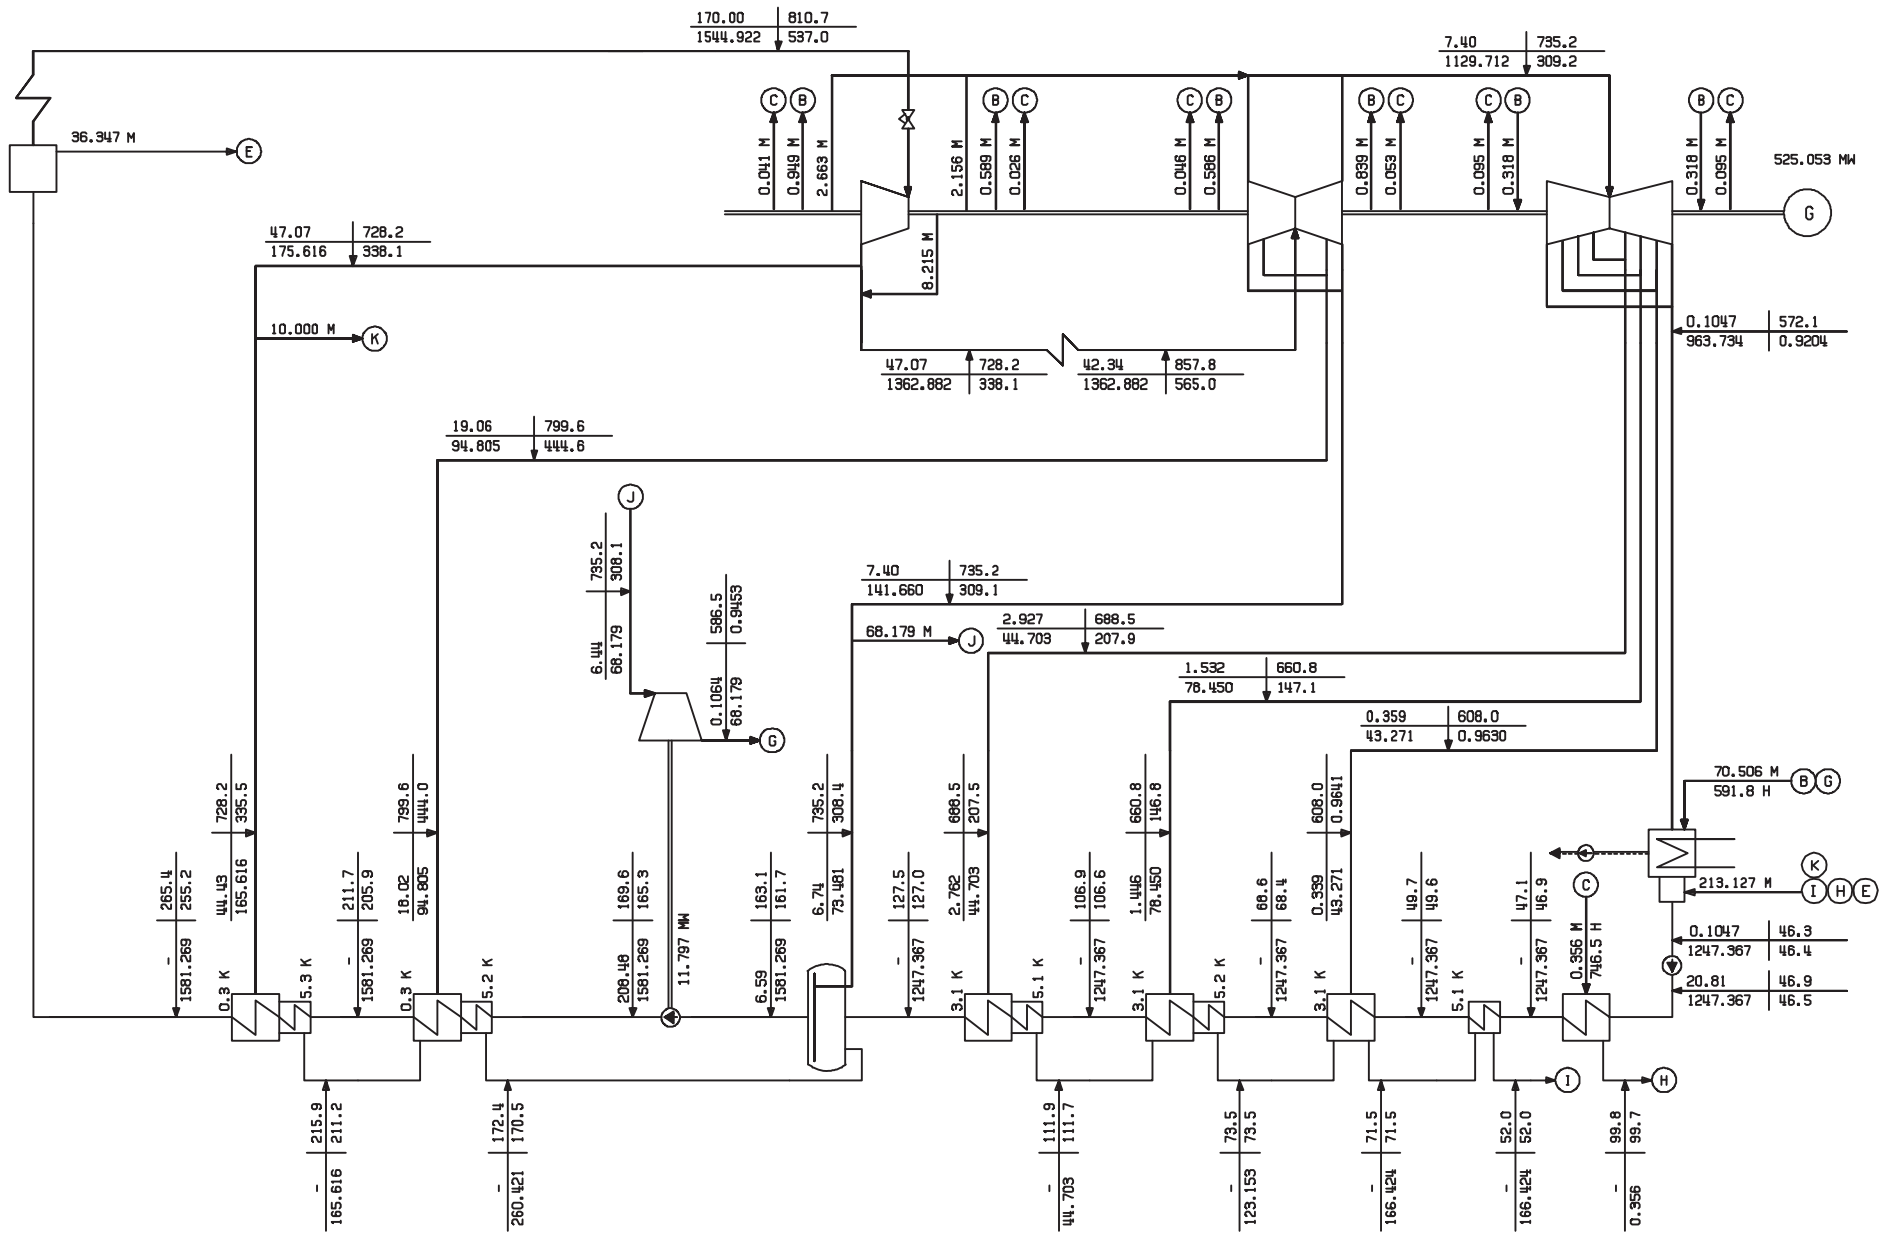 170.00 810.7
1544.922 537.0
7.40 735.2
1129.712 309.2
C B B C C B B C C B B C
36.347 M
E
0.041 M
0.949 M
2.663 M
2.156 M
0.589 M
0.026 M
0.046 M
0.586 M
0.839 M
0.053 M
0.095 M
0.318 M
0.318 M
0.095 M
525.053 MW
G
47.07 728.2
175.616 338.1
8.215 M
10.000 M
K
0.1047 572.1
963.734 0.9204
47.07 728.2
1362.882 338.1
42.34 857.8
1362.882 565.0
19.06 799.6
94.805 444.6
J
735.2
308.1
6.44
68.179
586.5
0.9453
0.1064
68.179
G
7.40 735.2
141.660 309.1
68.179 M
J
2.927 688.5
44.703 207.9
1.532 660.8
78.450 147.1
0.359 608.0
43.271 0.9630
70.506 M
591.8 H
B G
K
213.127 M
I H E
C
0.356 M
746.5 H
0.1047 46.3
1247.367 46.4
20.81 46.9
1247.367 46.5
265.4
255.2
-
1581.269
728.2
335.5
44.43
165.616
0.3 K
5.3 K
211.7
205.9
-
1581.269
799.6
444.0
18.02
94.805
0.3 K
5.2 K
169.6
165.3
208.48
1581.269
11.797 MW
163.1
161.7
6.59
1581.269
735.2
308.4
6.74
73.481
127.5
127.0
-
1247.367
688.5
207.5
2.762
44.703
3.1 K
5.1 K
106.9
106.6
-
1247.367
660.8
146.8
1.446
78.450
3.1 K
5.2 K
68.6
68.4
-
1247.367
608.0
0.9641
0.339
43.271
3.1 K
49.7
49.6
-
1247.367
5.1 K
47.1
46.9
-
1247.367
I
H
215.9
211.2
-
165.616
172.4
170.5
-
260.421
111.9
111.7
-
44.703
73.5
73.5
-
123.153
71.5
71.5
-
166.424
52.0
52.0
-
166.424
99.8
99.7
-
0.356